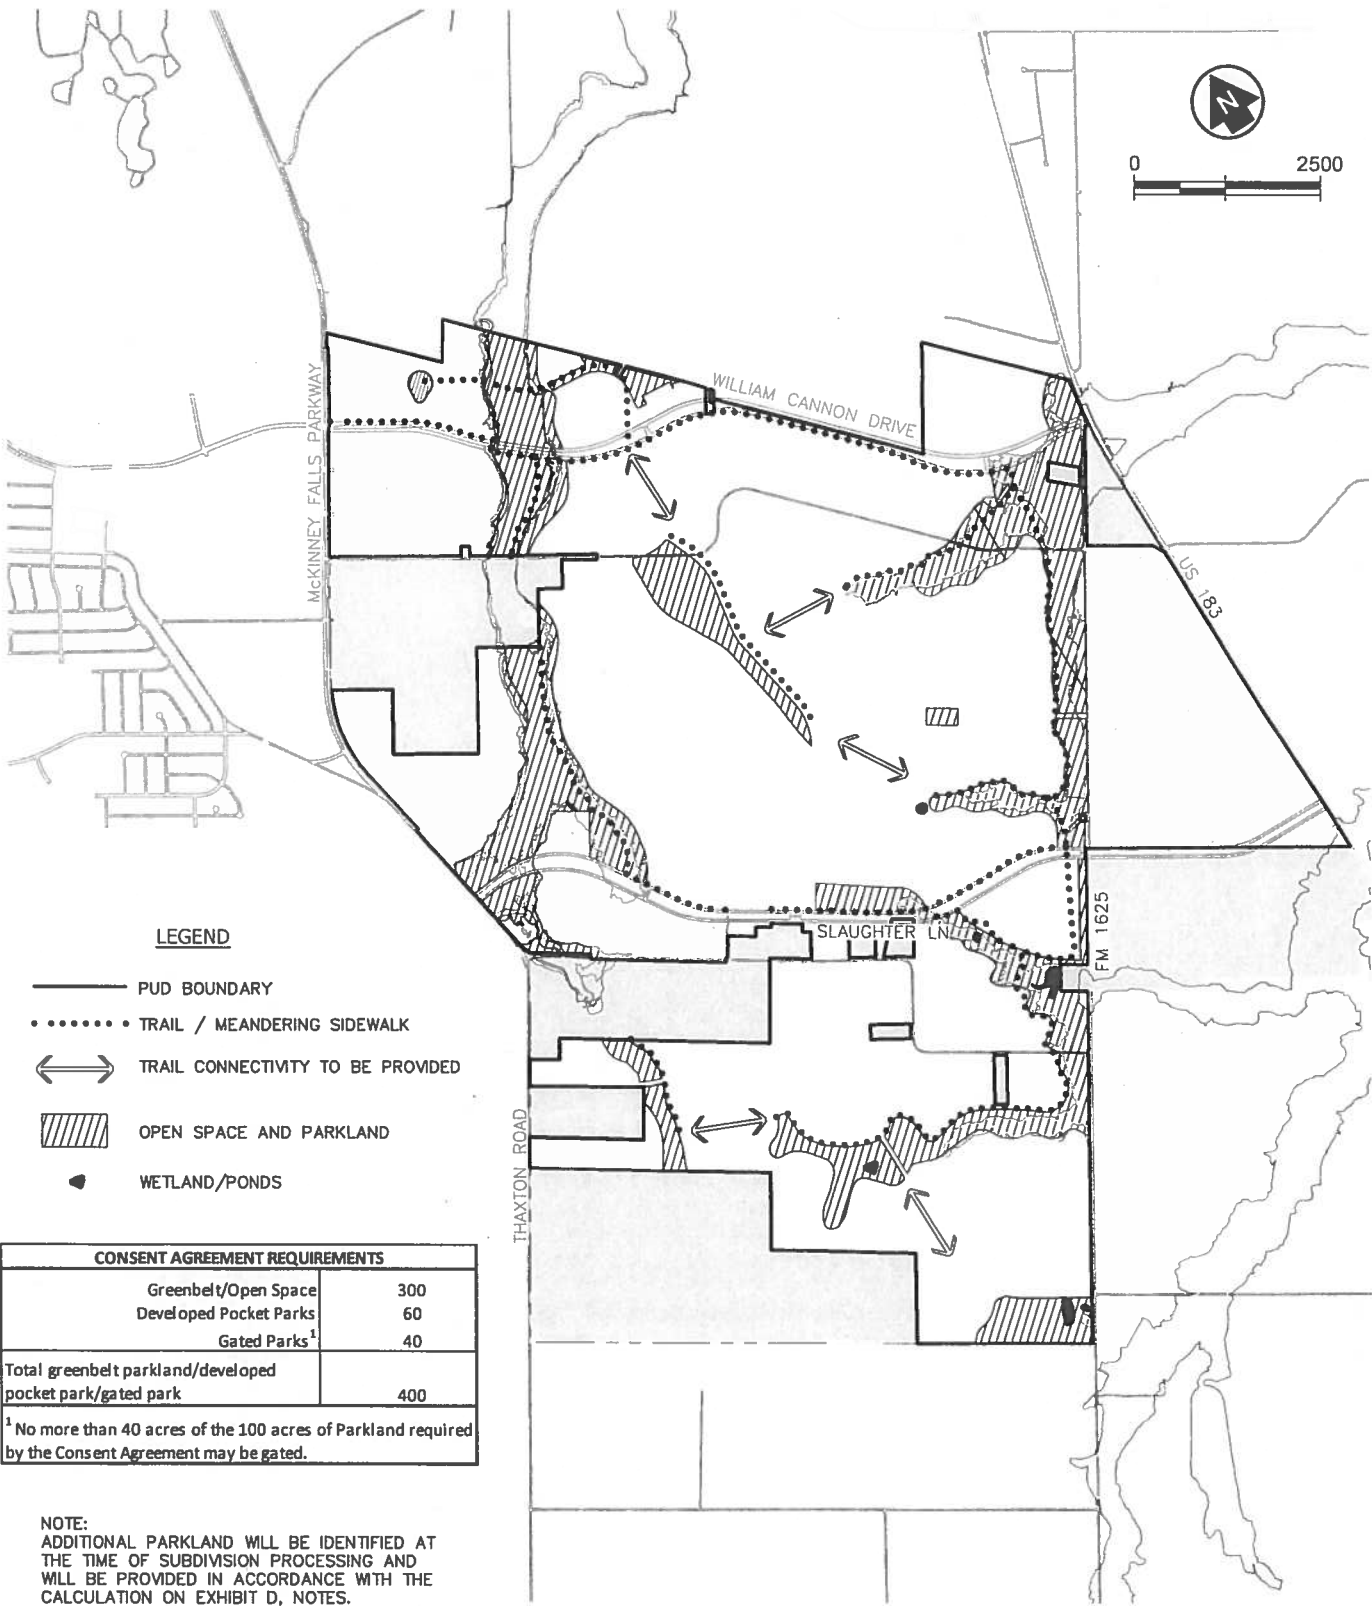 N
0 2500
WILLIAM CANNON DRIVE
McKINNEY FALLS PARKWAY
US 183
SLAUGHTER LN
FM 1625
THAXTON ROAD
LEGEND
PUD BOUNDARY
TRAIL / MEANDERING SIDEWALK
TRAIL CONNECTIVITY TO BE PROVIDED
OPEN SPACE AND PARKLAND
WETLAND/PONDS
CONSENT AGREEMENT REQUIREMENTS
Greenbelt/Open Space 300
Developed Pocket Parks 60
Gated Parks¹ 40
Total greenbelt parkland/developed
pocket park/gated park 400
¹ No more than 40 acres of the 100 acres of Parkland required
by the Consent Agreement may be gated.
NOTE:
ADDITIONAL PARKLAND WILL BE IDENTIFIED AT
THE TIME OF SUBDIVISION PROCESSING AND
WILL BE PROVIDED IN ACCORDANCE WITH THE
CALCULATION ON EXHIBIT D, NOTES.